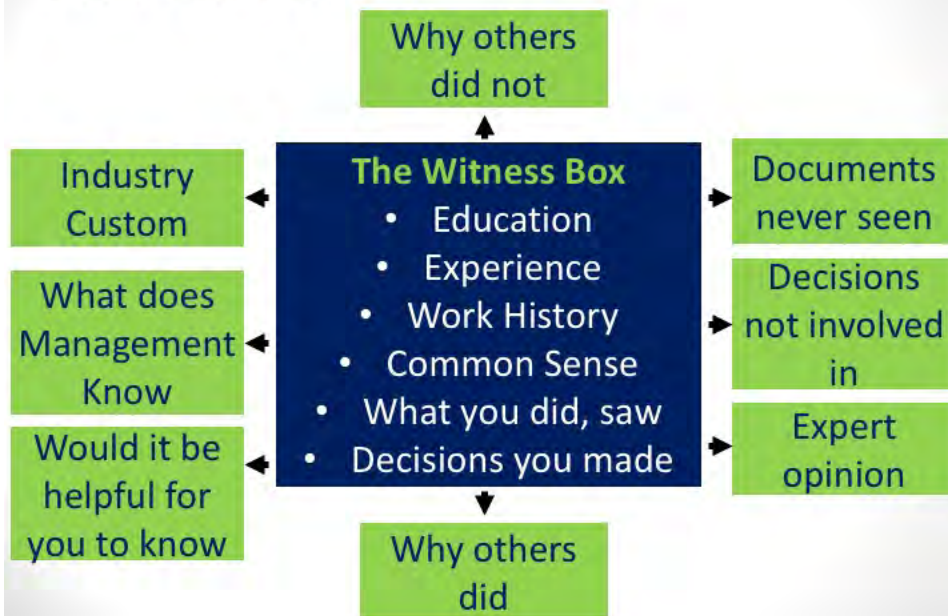 Why others
did not
Industry
Custom
What does
Management
Know
Would it be
helpful for
you to know
The Witness Box
• Education
• Experience
• Work History
• Common Sense
• What you did, saw
• Decisions you made
Documents
never seen
Decisions
not involved
in
Expert
opinion
Why others
did